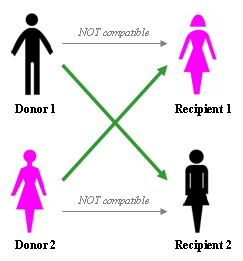 NOT compatible
Donor 1
Recipient 1
NOT compatible
Donor 2
Recipient 2